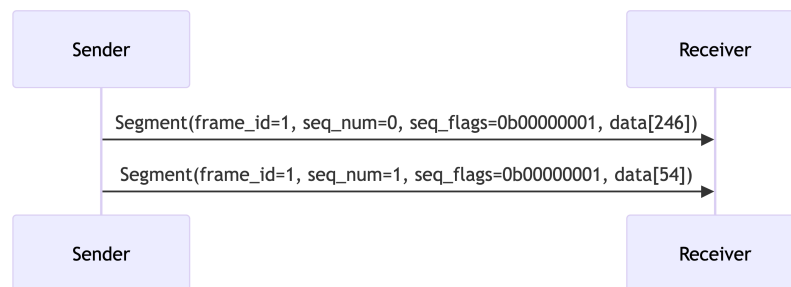 Sender
Receiver
Segment(frame_id=1, seq_num=0, seq_flags=0b00000001, data[246])
Segment(frame_id=1, seq_num=1, seq_flags=0b00000001, data[54])
Sender
Receiver